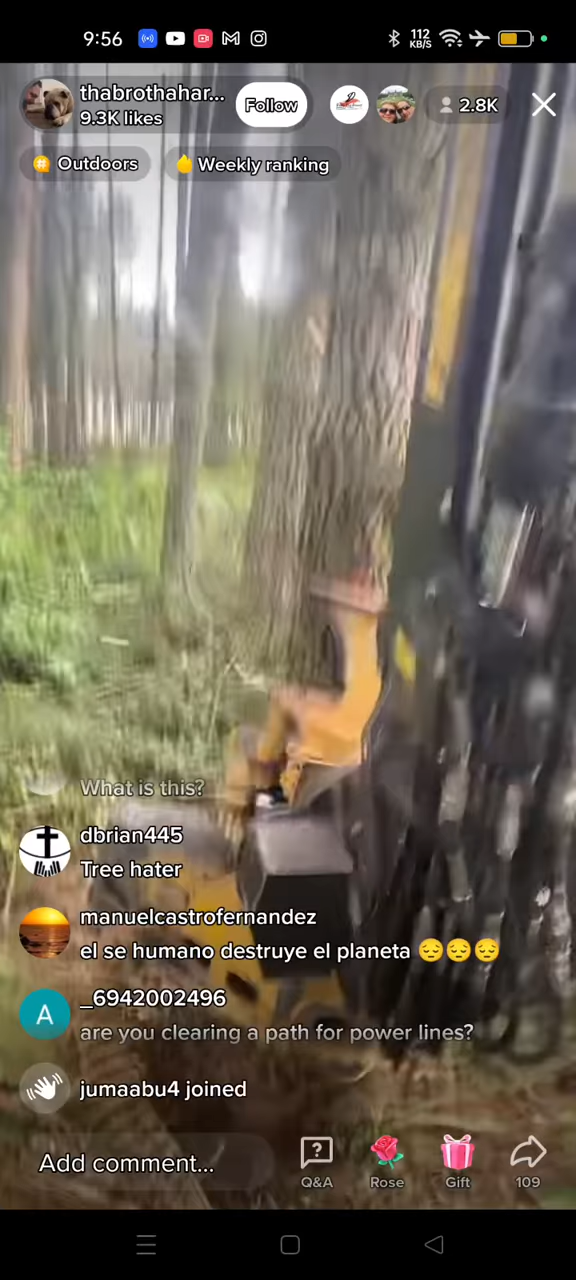 9:56
112
KB/S
thabrothahar...
9.3K likes
Follow
2.8K
Outdoors
Weekly ranking
What is this?
dbrian445
Tree hater
manuelcastrofernandez
el se humano destruye el planeta 😔😔😔
A
_6942002496
are you clearing a path for power lines?
jumaabu4 joined
Add comment...
Q&A
Rose
Gift
109